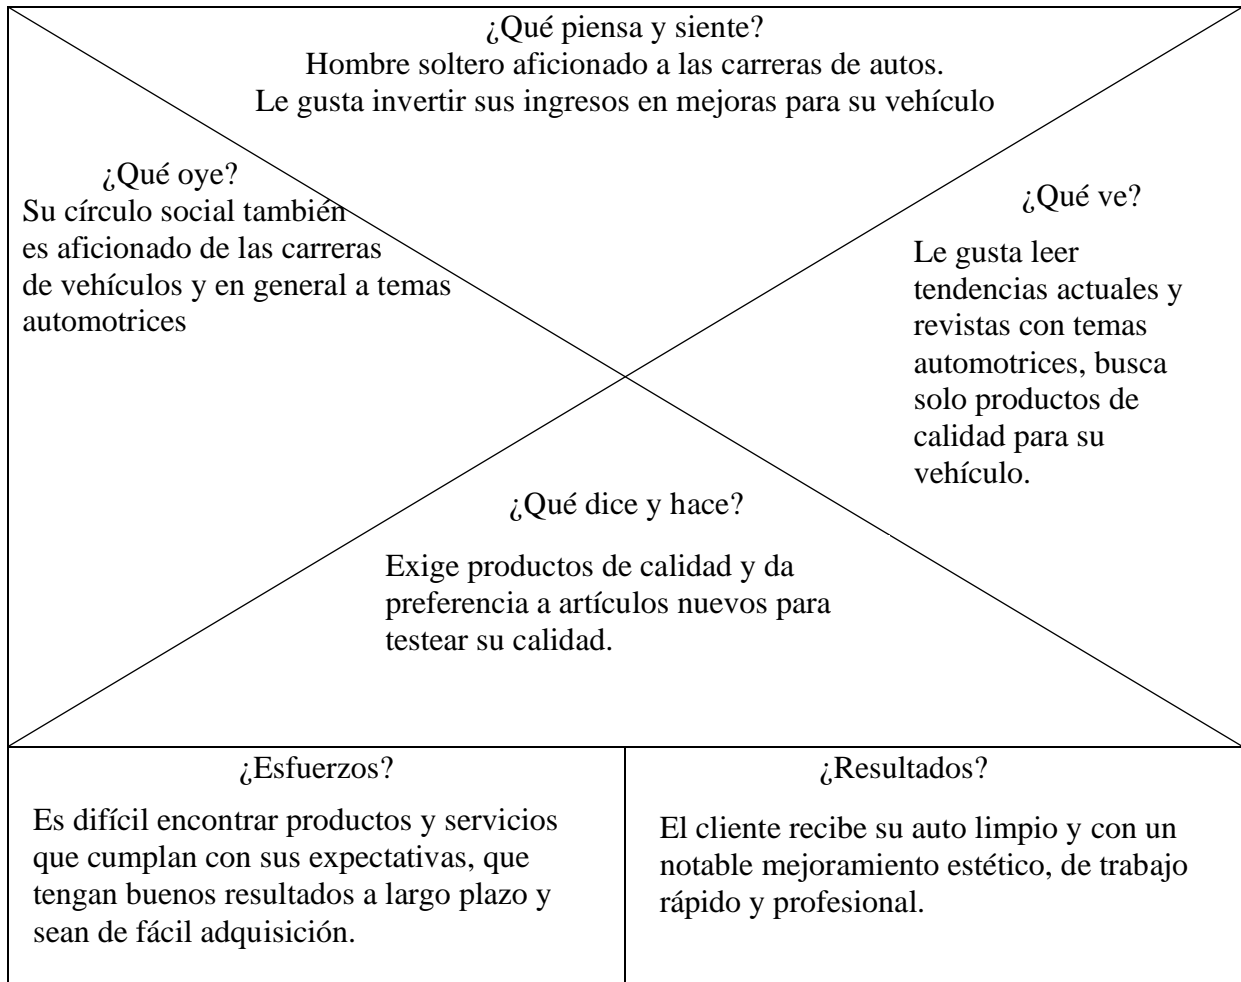 ¿Qué piensa y siente?
Hombre soltero aficionado a las carreras de autos.
Le gusta invertir sus ingresos en mejoras para su vehículo
¿Qué oye?
Su círculo social también
es aficionado de las carreras
de vehículos y en general a temas
automotrices
¿Qué ve?
Le gusta leer
tendencias actuales y
revistas con temas
automotrices, busca
solo productos de
calidad para su
vehículo.
¿Qué dice y hace?
Exige productos de calidad y da
preferencia a artículos nuevos para
testear su calidad.
¿Esfuerzos?
Es difícil encontrar productos y servicios
que cumplan con sus expectativas, que
tengan buenos resultados a largo plazo y
sean de fácil adquisición.
¿Resultados?
El cliente recibe su auto limpio y con un
notable mejoramiento estético, de trabajo
rápido y profesional.